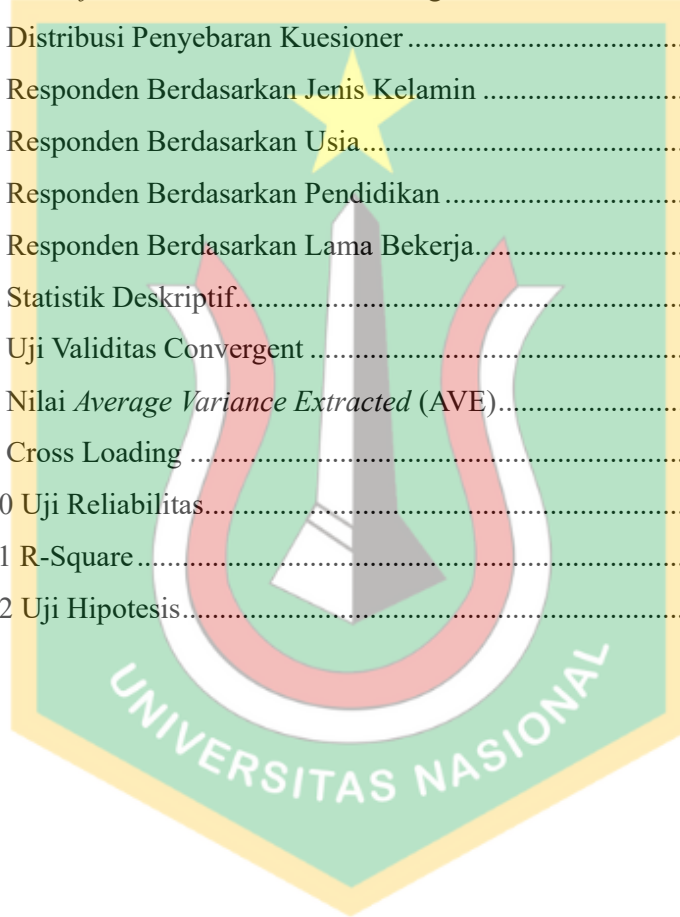 Distribusi Penyebaran Kuesioner ..................................
Responden Berdasarkan Jenis Kelamin .........................
Responden Berdasarkan Usia........................................
Responden Berdasarkan Pendidikan .............................
Responden Berdasarkan Lama Bekerja..........................
Statistik Deskriptif........................................................
Uji Validitas Convergent ..............................................
Nilai Average Variance Extracted (AVE).......................
Cross Loading ..............................................................
0 Uji Reliabilitas...........................................................
1 R-Square ....................................................................
2 Uji Hipotesis..............................................................
UNIVERSITAS NASIONAL